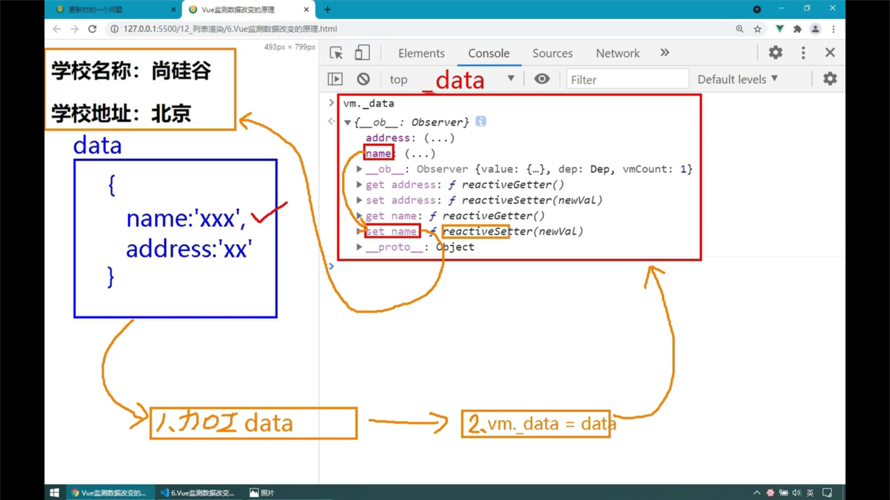 更新时的一个问题
Vue监测数据改变的原理
127.0.0.1:5500/12_列表渲染/6.Vue监测数据改变的原理.html
493px × 799px
Elements Console Sources Network
top Filter Default levels
_data
学校名称：尚硅谷
学校地址：北京
data
{
name:'xxx',
address:'xx'
}
vm._data
{__ob__: Observer}
address: (...)
name: (...)
__ob__: Observer {value: {…}, dep: Dep, vmCount: 1}
get address: ƒ reactiveGetter()
set address: ƒ reactiveSetter(newVal)
get name: ƒ reactiveGetter()
set name: ƒ reactiveSetter(newVal)
__proto__: Object
1.加工 data
2.vm._data = data
Vue监测数据改变的...
6.Vue监测数据改变...
照片
英